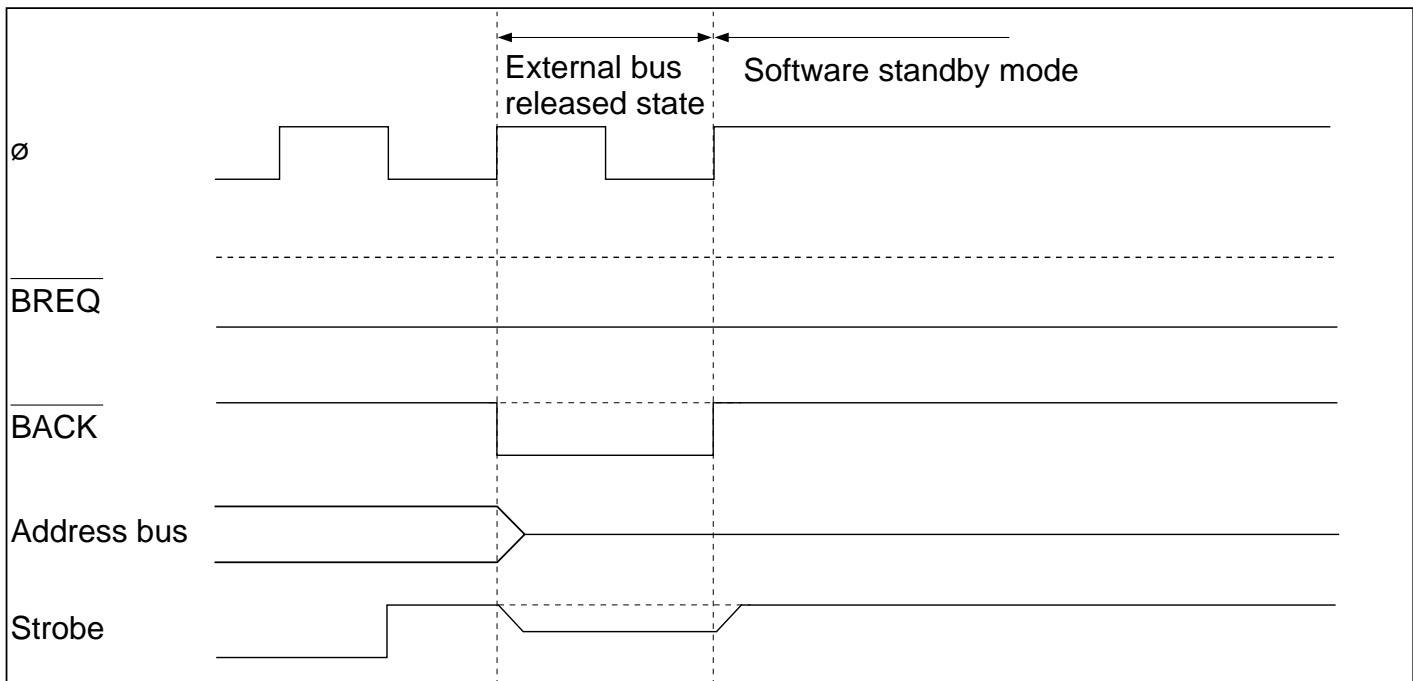 External bus
released state
Software standby mode
ø
BREQ
BACK
Address bus
Strobe